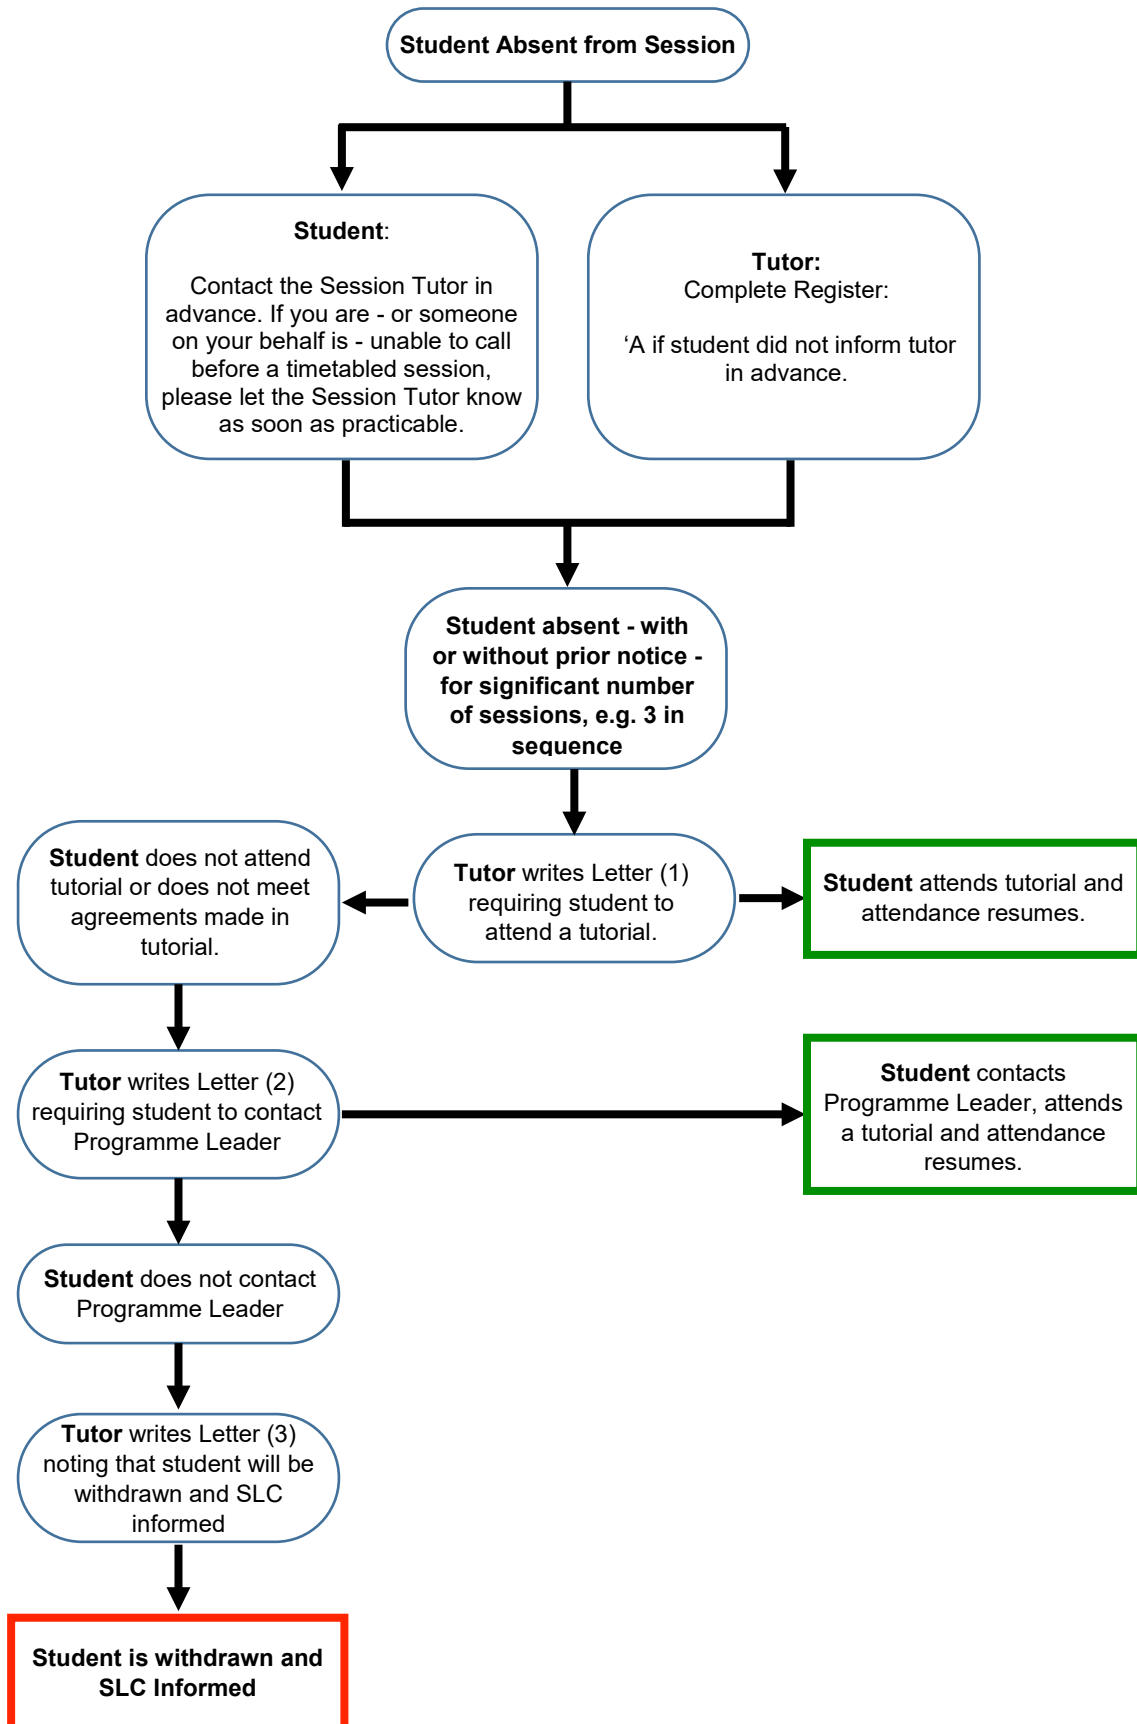 Student Absent from Session
Student:
Contact the Session Tutor in
advance. If you are - or someone
on your behalf is - unable to call
before a timetabled session,
please let the Session Tutor know
as soon as practicable.
Tutor:
Complete Register:
‘A if student did not inform tutor
in advance.
Student absent - with
or without prior notice -
for significant number
of sessions, e.g. 3 in
sequence
Tutor writes Letter (1)
requiring student to
attend a tutorial.
Student attends tutorial and
attendance resumes.
Student does not attend
tutorial or does not meet
agreements made in
tutorial.
Tutor writes Letter (2)
requiring student to contact
Programme Leader
Student contacts
Programme Leader, attends
a tutorial and attendance
resumes.
Student does not contact
Programme Leader
Tutor writes Letter (3)
noting that student will be
withdrawn and SLC
informed
Student is withdrawn and
SLC Informed